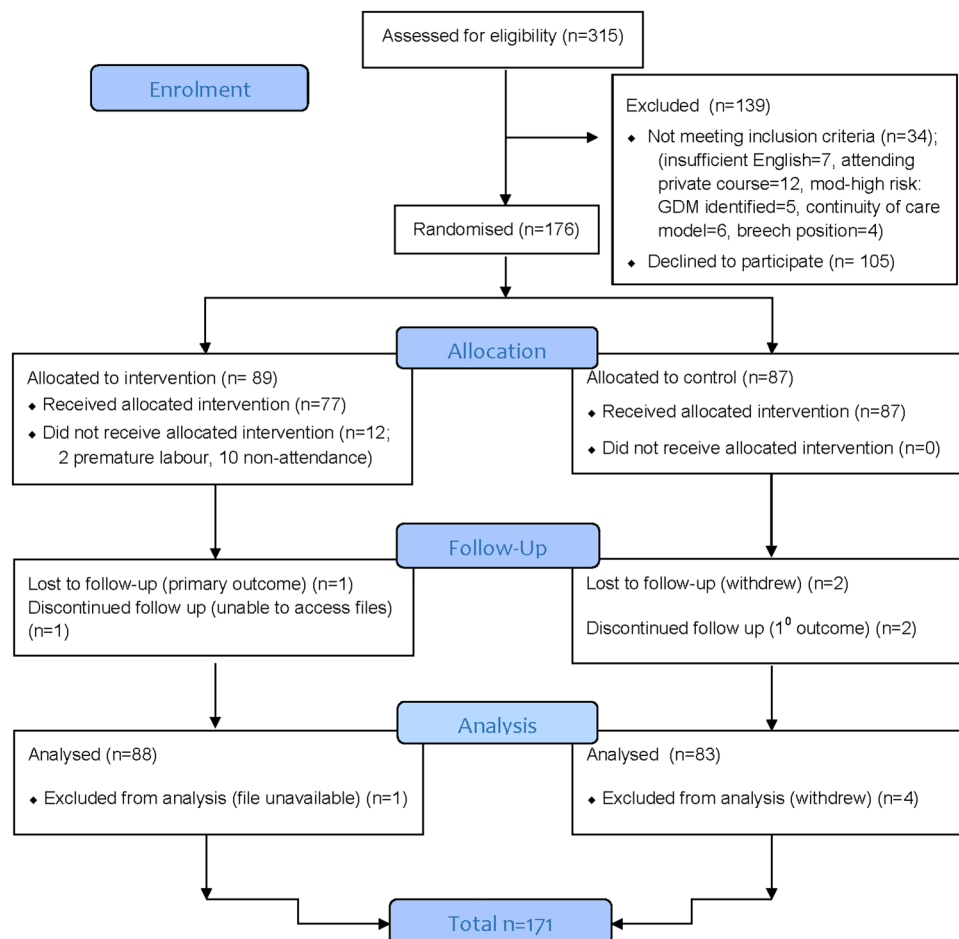 Assessed for eligibility (n=315)
Enrolment
Excluded (n=139)
⬧ Not meeting inclusion criteria (n=34);
(insufficient English=7, attending
private course=12, mod-high risk:
GDM identified=5, continuity of care
model=6, breech position=4)
⬧ Declined to participate (n= 105)
Randomised (n=176)
Allocation
Allocated to intervention (n= 89)
⬧ Received allocated intervention (n=77)
⬧ Did not receive allocated intervention (n=12;
2 premature labour, 10 non-attendance)
Allocated to control (n=87)
⬧ Received allocated intervention (n=87)
⬧ Did not receive allocated intervention (n=0)
Follow-Up
Lost to follow-up (primary outcome) (n=1)
Discontinued follow up (unable to access files)
(n=1)
Lost to follow-up (withdrew) (n=2)
Discontinued follow up (1⁰ outcome) (n=2)
Analysis
Analysed (n=88)
⬧ Excluded from analysis (file unavailable) (n=1)
Analysed (n=83)
⬧ Excluded from analysis (withdrew) (n=4)
Total n=171